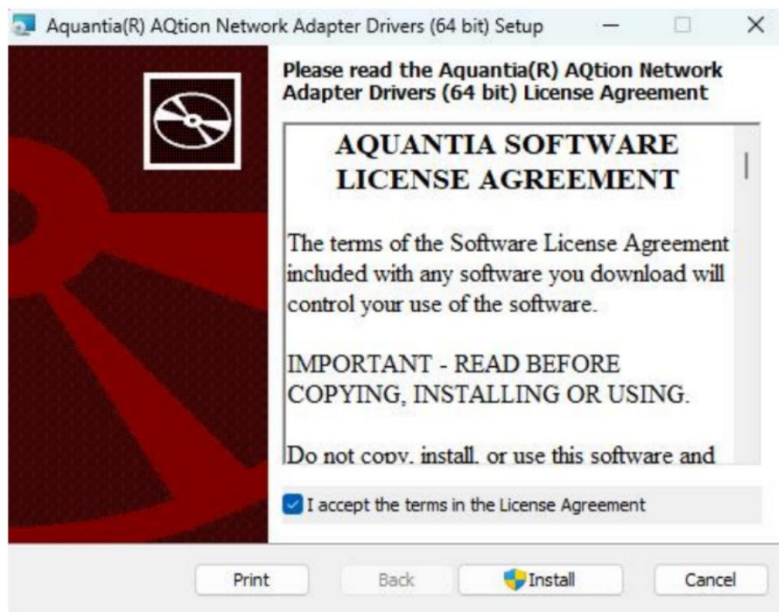 Aquantia(R) AQtion Network Adapter Drivers (64 bit) Setup
Please read the Aquantia(R) AQtion Network
Adapter Drivers (64 bit) License Agreement
AQUANTIA SOFTWARE
LICENSE AGREEMENT
The terms of the Software License Agreement
included with any software you download will
control your use of the software.
IMPORTANT - READ BEFORE
COPYING, INSTALLING OR USING.
Do not copy, install, or use this software and
I accept the terms in the License Agreement
Print Back Install Cancel